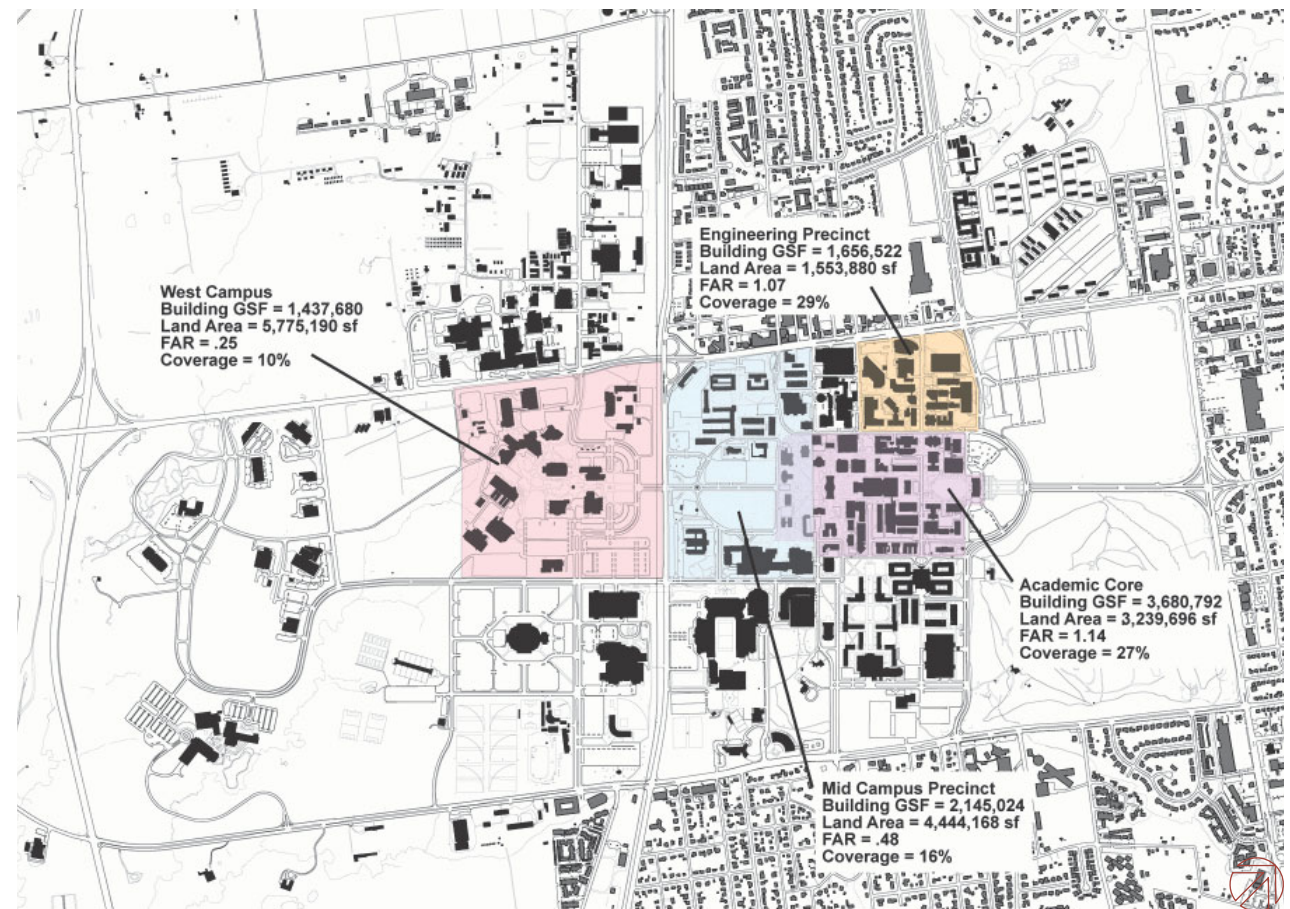 Engineering Precinct
Building GSF = 1,656,522
Land Area = 1,553,880 sf
FAR = 1.07
Coverage = 29%
West Campus
Building GSF = 1,437,680
Land Area = 5,775,190 sf
FAR = .25
Coverage = 10%
Academic Core
Building GSF = 3,680,792
Land Area = 3,239,696 sf
FAR = 1.14
Coverage = 27%
Mid Campus Precinct
Building GSF = 2,145,024
Land Area = 4,444,168 sf
FAR = .48
Coverage = 16%